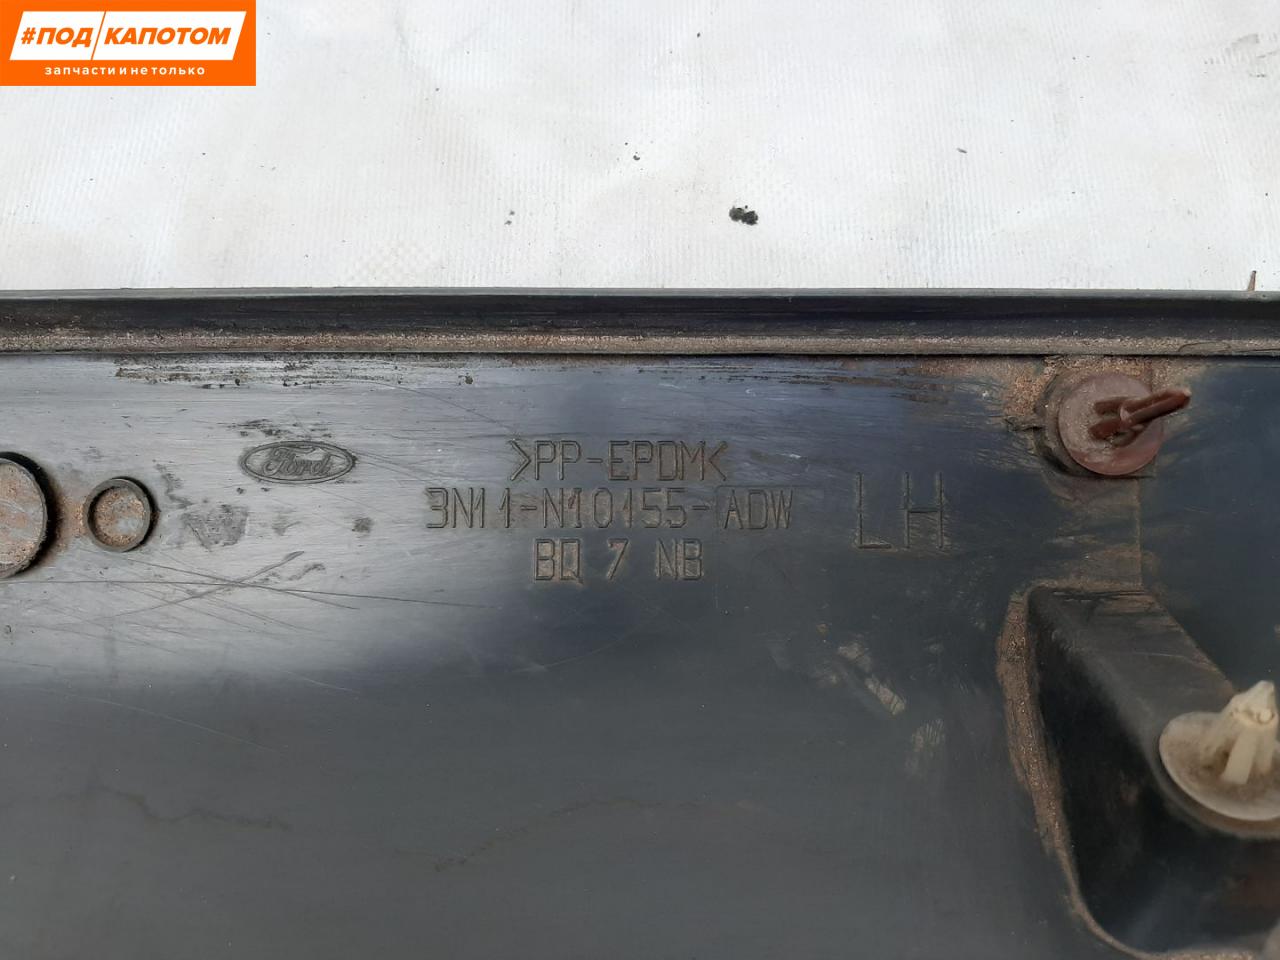 #ПОД КАПОТОМ
запчасти и не только
Ford
>PP-EPDM<
3N11-N10155-ADW
LH
BQ 7 NB